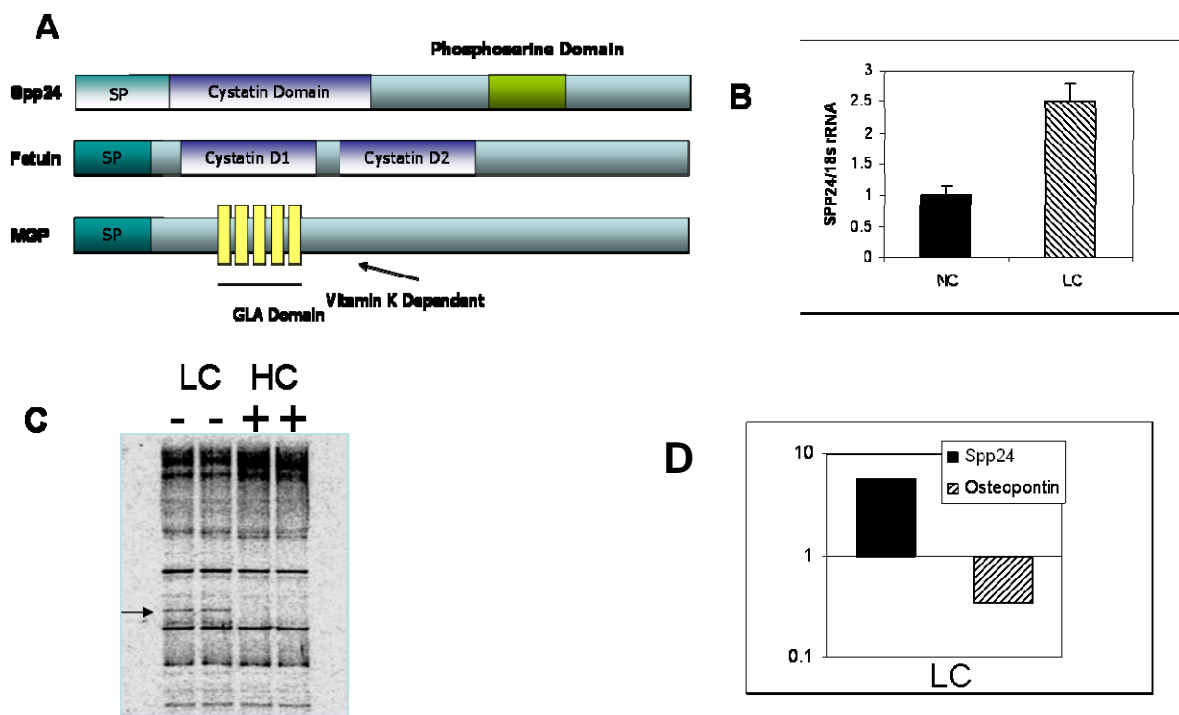 A
Phosphoserine Domain
Spp24
SP
Cystatin Domain
Fetuin
SP
Cystatin D1
Cystatin D2
MGP
SP
Vitamin K Dependent
GLA Domain
B
SPP24/18s rRNA
3
2.5
2
1.5
1
0.5
0
NC
LC
C
LC HC
- - + +
D
10
1
0.1
Spp24
Osteopontin
LC